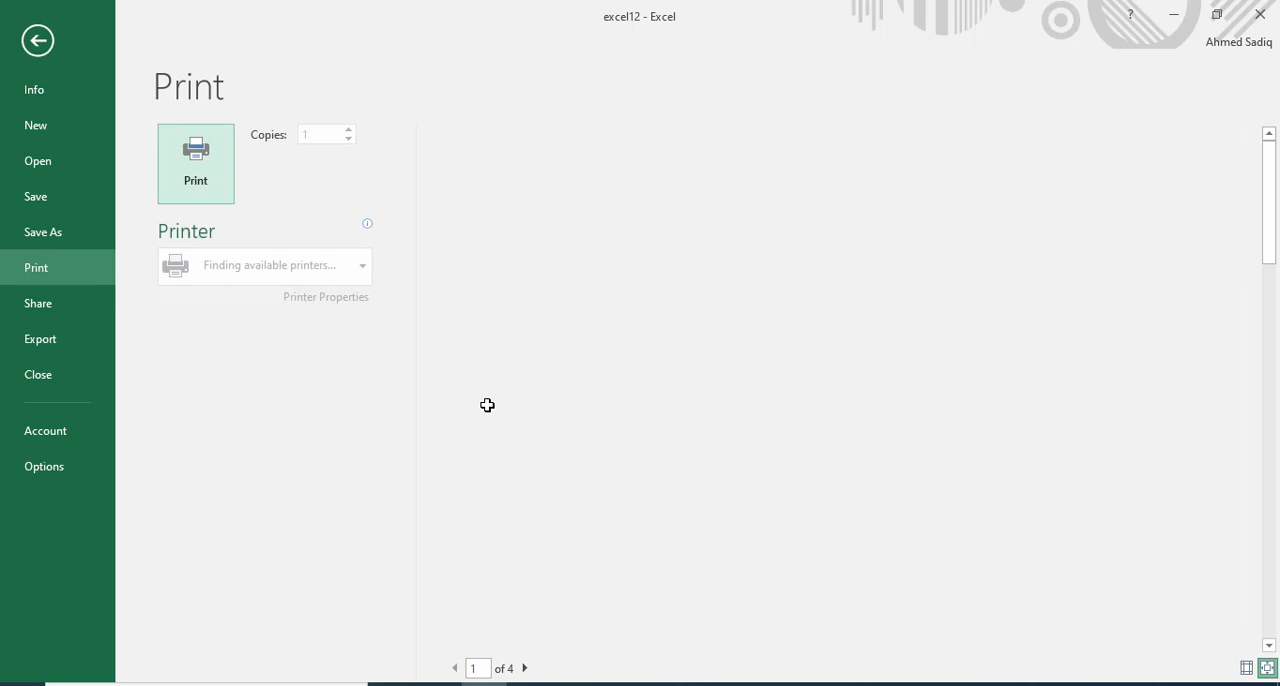 excel12 - Excel
?
Ahmed Sadiq
Info
New
Open
Save
Save As
Print
Share
Export
Close
Account
Options
Print
Print
Copies: 1
Printer
Finding available printers...
Printer Properties
1 of 4